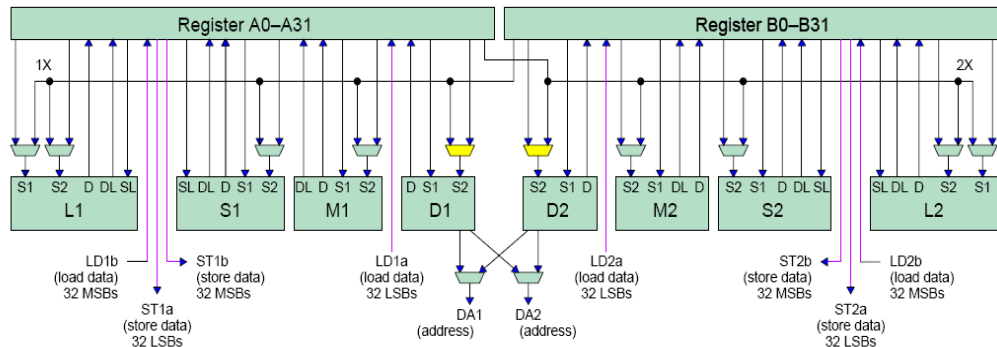 Register A0–A31
Register B0–B31
1X
2X
S1 S2 D DL SL
SL DL D S1 S2
DL D S1 S2
D S1 S2
S2 S1 D
S2 S1 DL D
S2 S1 D DL SL
SL DL D S2 S1
L1
S1
M1
D1
D2
M2
S2
L2
LD1b
(load data)
32 MSBs
ST1b
(store data)
32 MSBs
LD1a
(load data)
32 LSBs
LD2a
(load data)
32 LSBs
ST2b
(store data)
32 MSBs
LD2b
(load data)
32 MSBs
ST1a
(store data)
32 LSBs
DA1
(address)
DA2
(address)
ST2a
(store data)
32 LSBs